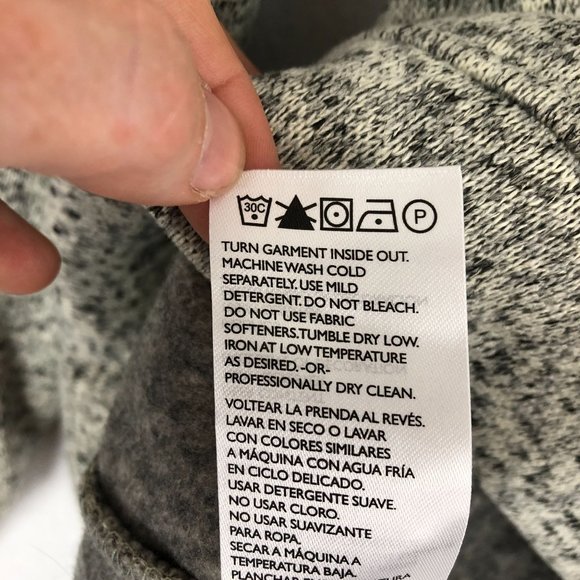 30C P
TURN GARMENT INSIDE OUT.
MACHINE WASH COLD
SEPARATELY. USE MILD
DETERGENT. DO NOT BLEACH.
DO NOT USE FABRIC
SOFTENERS. TUMBLE DRY LOW.
IRON AT LOW TEMPERATURE
AS DESIRED. -OR-
PROFESSIONALLY DRY CLEAN.
VOLTEAR LA PRENDA AL REVÉS.
LAVAR EN SECO O LAVAR
CON COLORES SIMILARES
A MÁQUINA CON AGUA FRÍA
EN CICLO DELICADO.
USAR DETERGENTE SUAVE.
NO USAR CLORO.
NO USAR SUAVIZANTE
PARA ROPA.
SECAR A MÁQUINA A
TEMPERATURA BAJA.
PLANCHAR